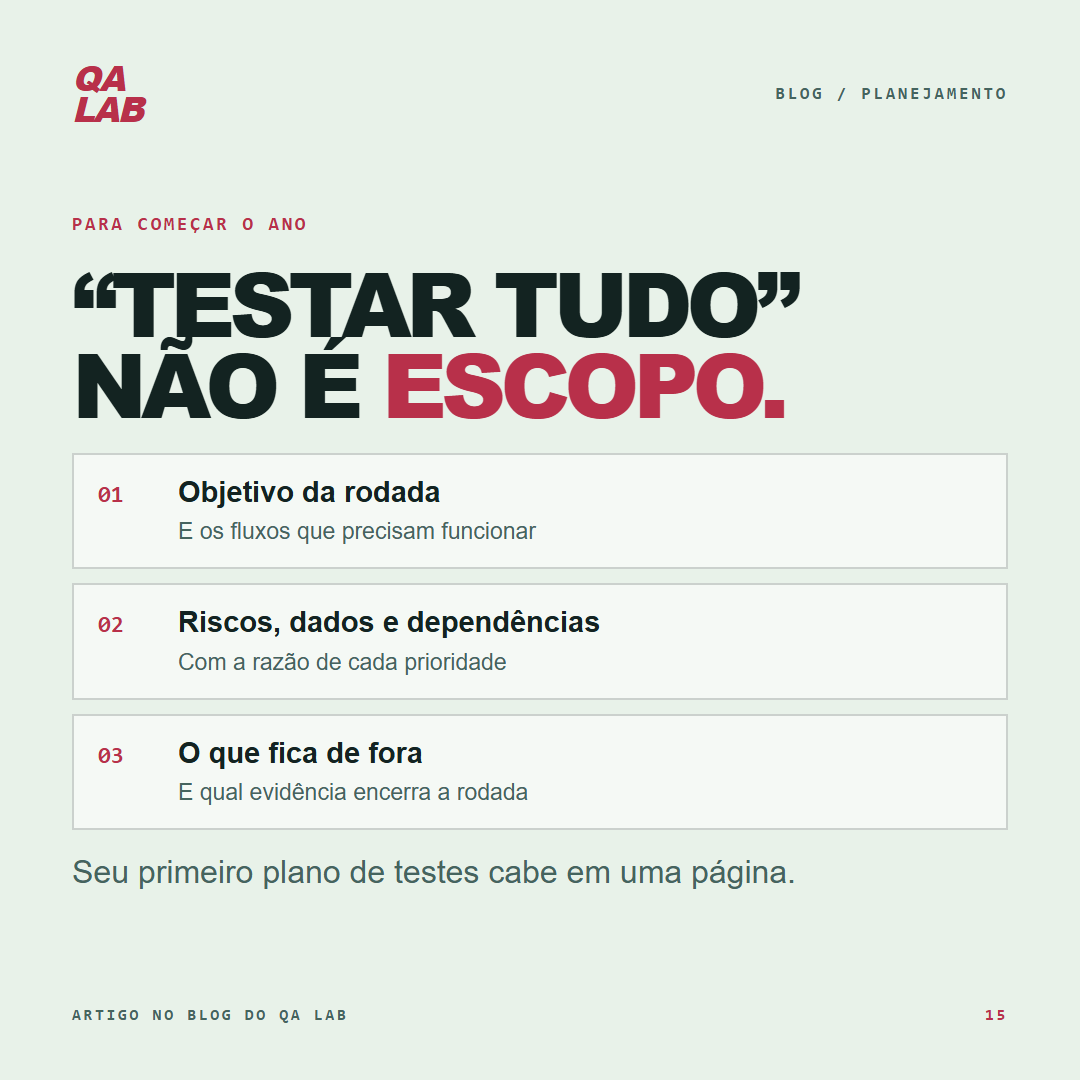 QA
LAB
BLOG / PLANEJAMENTO
PARA COMEÇAR O ANO
“TESTAR TUDO”
NÃO É ESCOPO.
01
Objetivo da rodada
E os fluxos que precisam funcionar
02
Riscos, dados e dependências
Com a razão de cada prioridade
03
O que fica de fora
E qual evidência encerra a rodada
Seu primeiro plano de testes cabe em uma página.
ARTIGO NO BLOG DO QA LAB
15